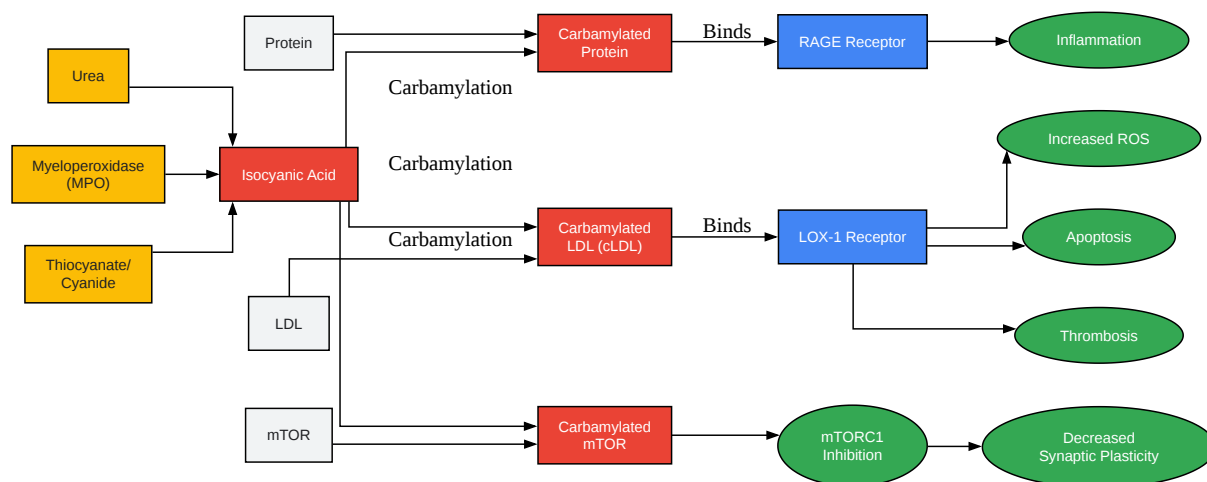 Protein
Carbamylated
Protein
Binds
RAGE Receptor
Inflammation
Urea
Carbamylation
Increased ROS
Myeloperoxidase
(MPO)
Isocyanic Acid
Carbamylation
Carbamylated
LDL (cLDL)
Binds
LOX-1 Receptor
Apoptosis
Carbamylation
Thiocyanate/
Cyanide
LDL
Thrombosis
mTOR
Carbamylated
mTOR
mTORC1
Inhibition
Decreased
Synaptic Plasticity